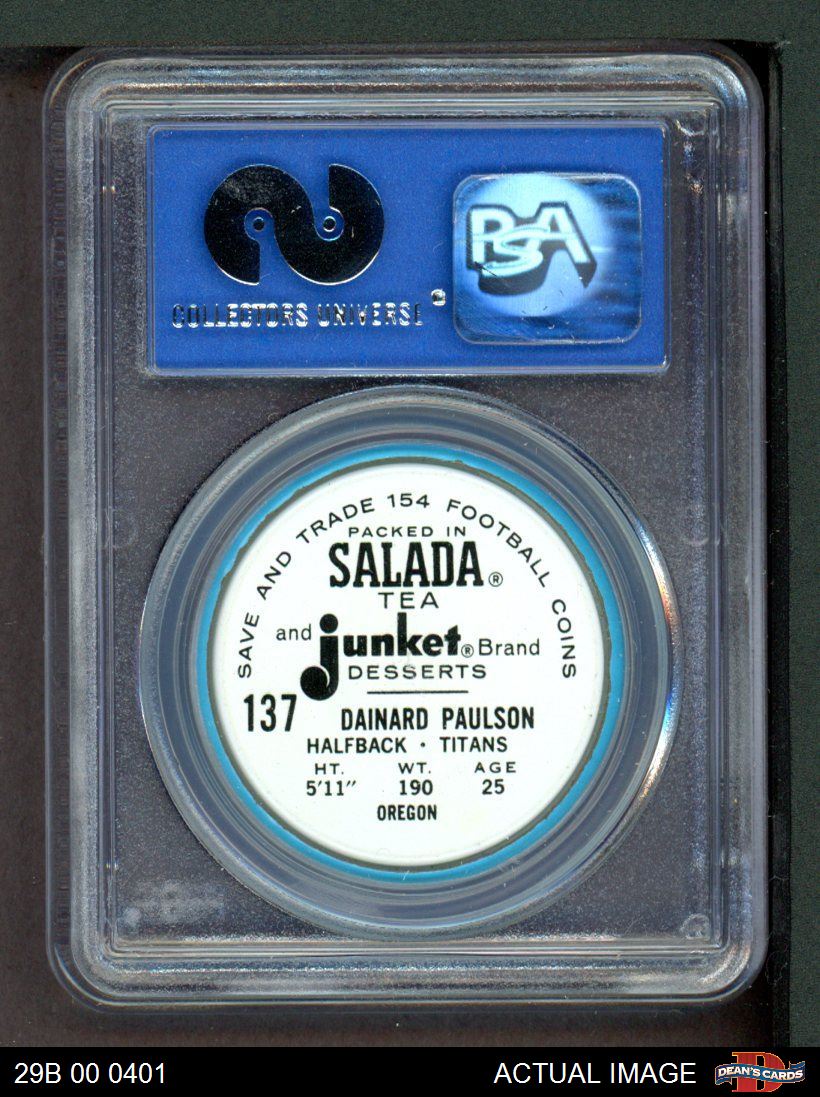 COLLECTORS UNIVERSE
PSA
SAVE AND TRADE 154 FOOTBALL COINS
PACKED IN
SALADA®
TEA
and junket® Brand
DESSERTS
137 DAINARD PAULSON
HALFBACK · TITANS
HT. WT. AGE
5'11" 190 25
OREGON
29B 00 0401 ACTUAL IMAGE DEAN'S CARDS